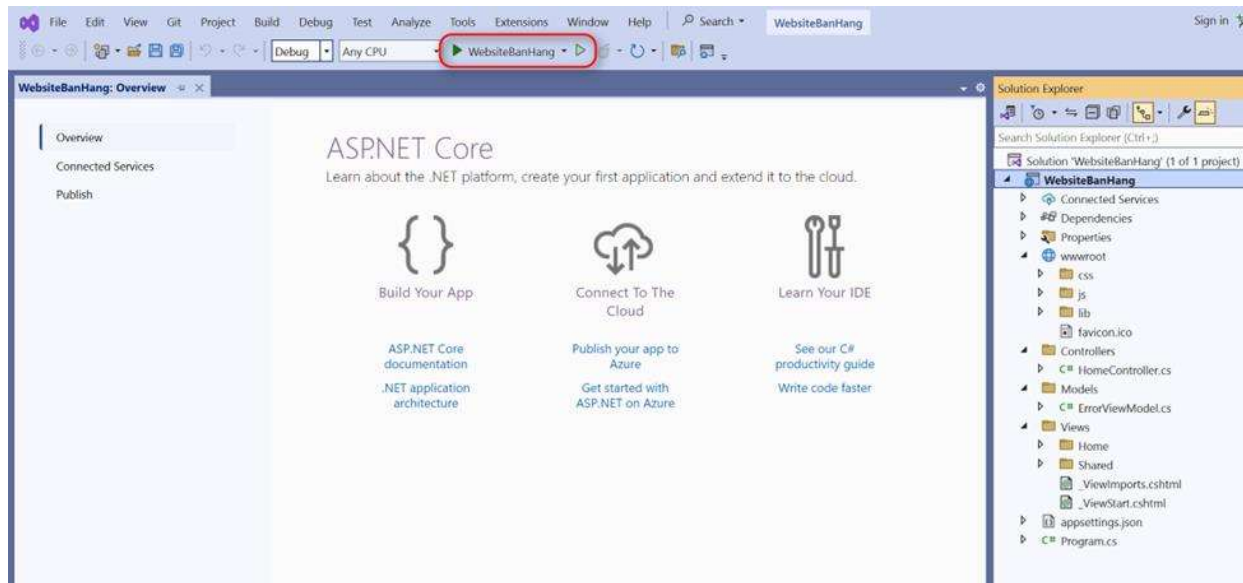 File Edit View Git Project Build Debug Test Analyze Tools Extensions Window Help Search WebsiteBanHang Sign in
Debug Any CPU WebsiteBanHang
WebsiteBanHang: Overview
Overview
Connected Services
Publish
ASP.NET Core
Learn about the .NET platform, create your first application and extend it to the cloud.
Build Your App
Connect To The
Cloud
Learn Your IDE
ASP.NET Core
documentation
.NET application
architecture
Publish your app to
Azure
Get started with
ASP.NET on Azure
See our C#
productivity guide
Write code faster
Solution Explorer
Search Solution Explorer (Ctrl+;)
Solution 'WebsiteBanHang' (1 of 1 project)
WebsiteBanHang
Connected Services
Dependencies
Properties
wwwroot
css
js
lib
favicon.ico
Controllers
C# HomeController.cs
Models
C# ErrorViewModel.cs
Views
Home
Shared
_ViewImports.cshtml
_ViewStart.cshtml
appsettings.json
C# Program.cs